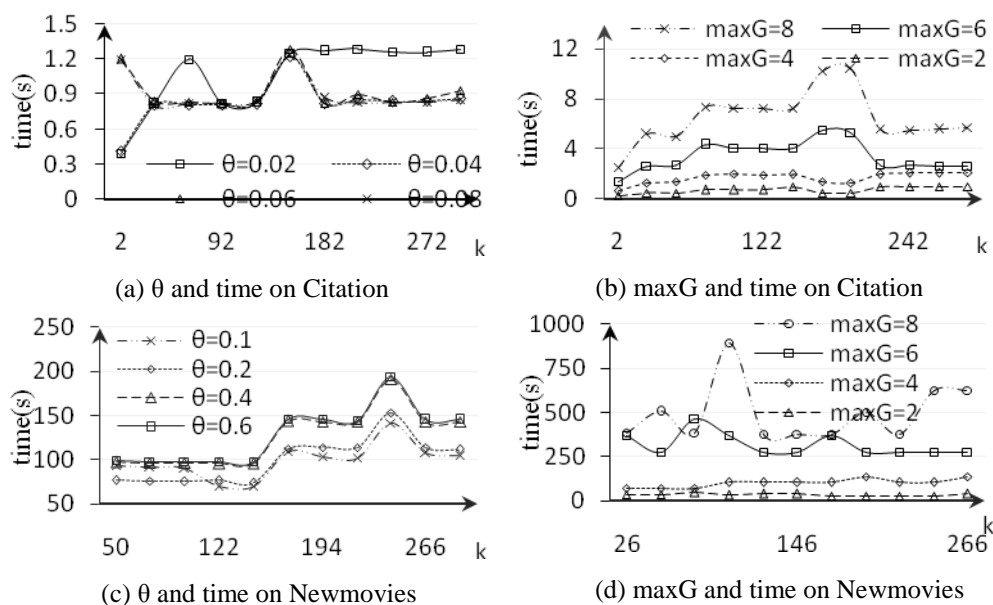 1.5
1.2
0.9
0.6
0.3
0
time(s)
θ=0.02
θ=0.04
θ=0.06
θ=0.08
2
92
182
272
k
(a) θ and time on Citation
maxG=8
maxG=6
maxG=4
maxG=2
12
8
4
0
time(s)
2
122
242
k
(b) maxG and time on Citation
250
200
150
100
50
time(s)
θ=0.1
θ=0.2
θ=0.4
θ=0.6
50
122
194
266
k
(c) θ and time on Newmovies
1000
750
500
250
0
time(s)
maxG=8
maxG=6
maxG=4
maxG=2
26
146
266
k
(d) maxG and time on Newmovies